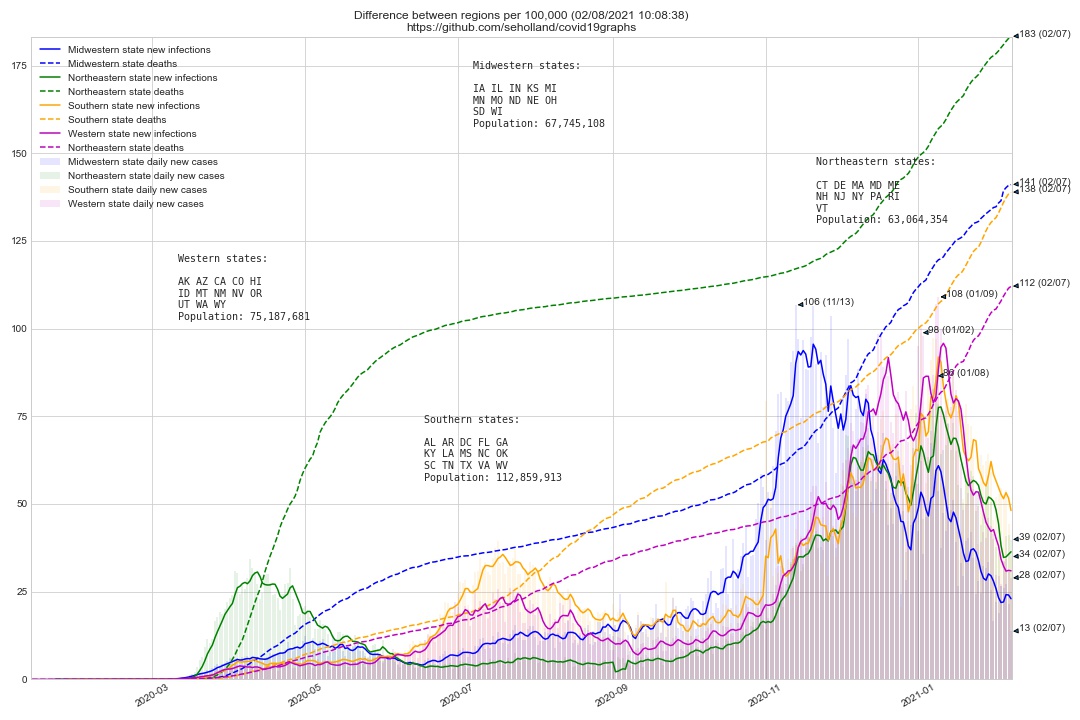 Difference between regions per 100,000 (02/08/2021 10:08:38)
https://github.com/seholland/covid19graphs
Midwestern state new infections
Midwestern state deaths
Northeastern state new infections
Northeastern state deaths
Southern state new infections
Southern state deaths
Western state new infections
Northeastern state deaths
Midwestern state daily new cases
Northeastern state daily new cases
Southern state daily new cases
Western state daily new cases
Midwestern states:
IA IL IN KS MI
MN MO ND NE OH
SD WI
Population: 67,745,108
Northeastern states:
CT DE MA MD ME
NH NJ NY PA RI
VT
Population: 63,064,354
Western states:
AK AZ CA CO HI
ID MT NM NV OR
UT WA WY
Population: 75,187,681
Southern states:
AL AR DC FL GA
KY LA MS NC OK
SC TN TX VA WV
Population: 112,859,913
183 (02/07)
141 (02/07)
138 (02/07)
112 (02/07)
106 (11/13)
108 (01/09)
98 (01/02)
(01/08)
39 (02/07)
34 (02/07)
28 (02/07)
13 (02/07)
175
150
125
100
75
50
25
0
2020-03
2020-05
2020-07
2020-09
2020-11
2021-01